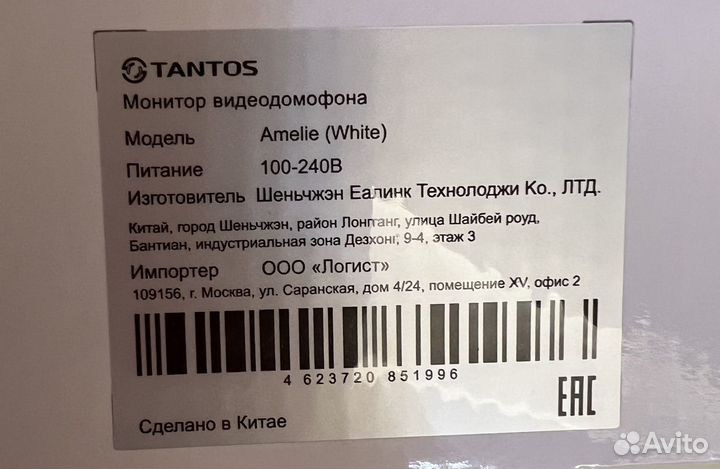 TANTOS
Монитор видеодомофона
Модель Amelie (White)
Питание 100-240В
Изготовитель Шеньчжэн Еалинк Технолоджи Ко., ЛТД.
Китай, город Шеньчжэн, район Лонгганг, улица Шайбей роуд,
Бантиан, индустриальная зона Дезхонг, 9-4, этаж 3
Импортер ООО «Логист»
109156, г. Москва, ул. Саранская, дом 4/24, помещение XV, офис 2
4 623720 851996
Сделано в Китае
EAC
Avito